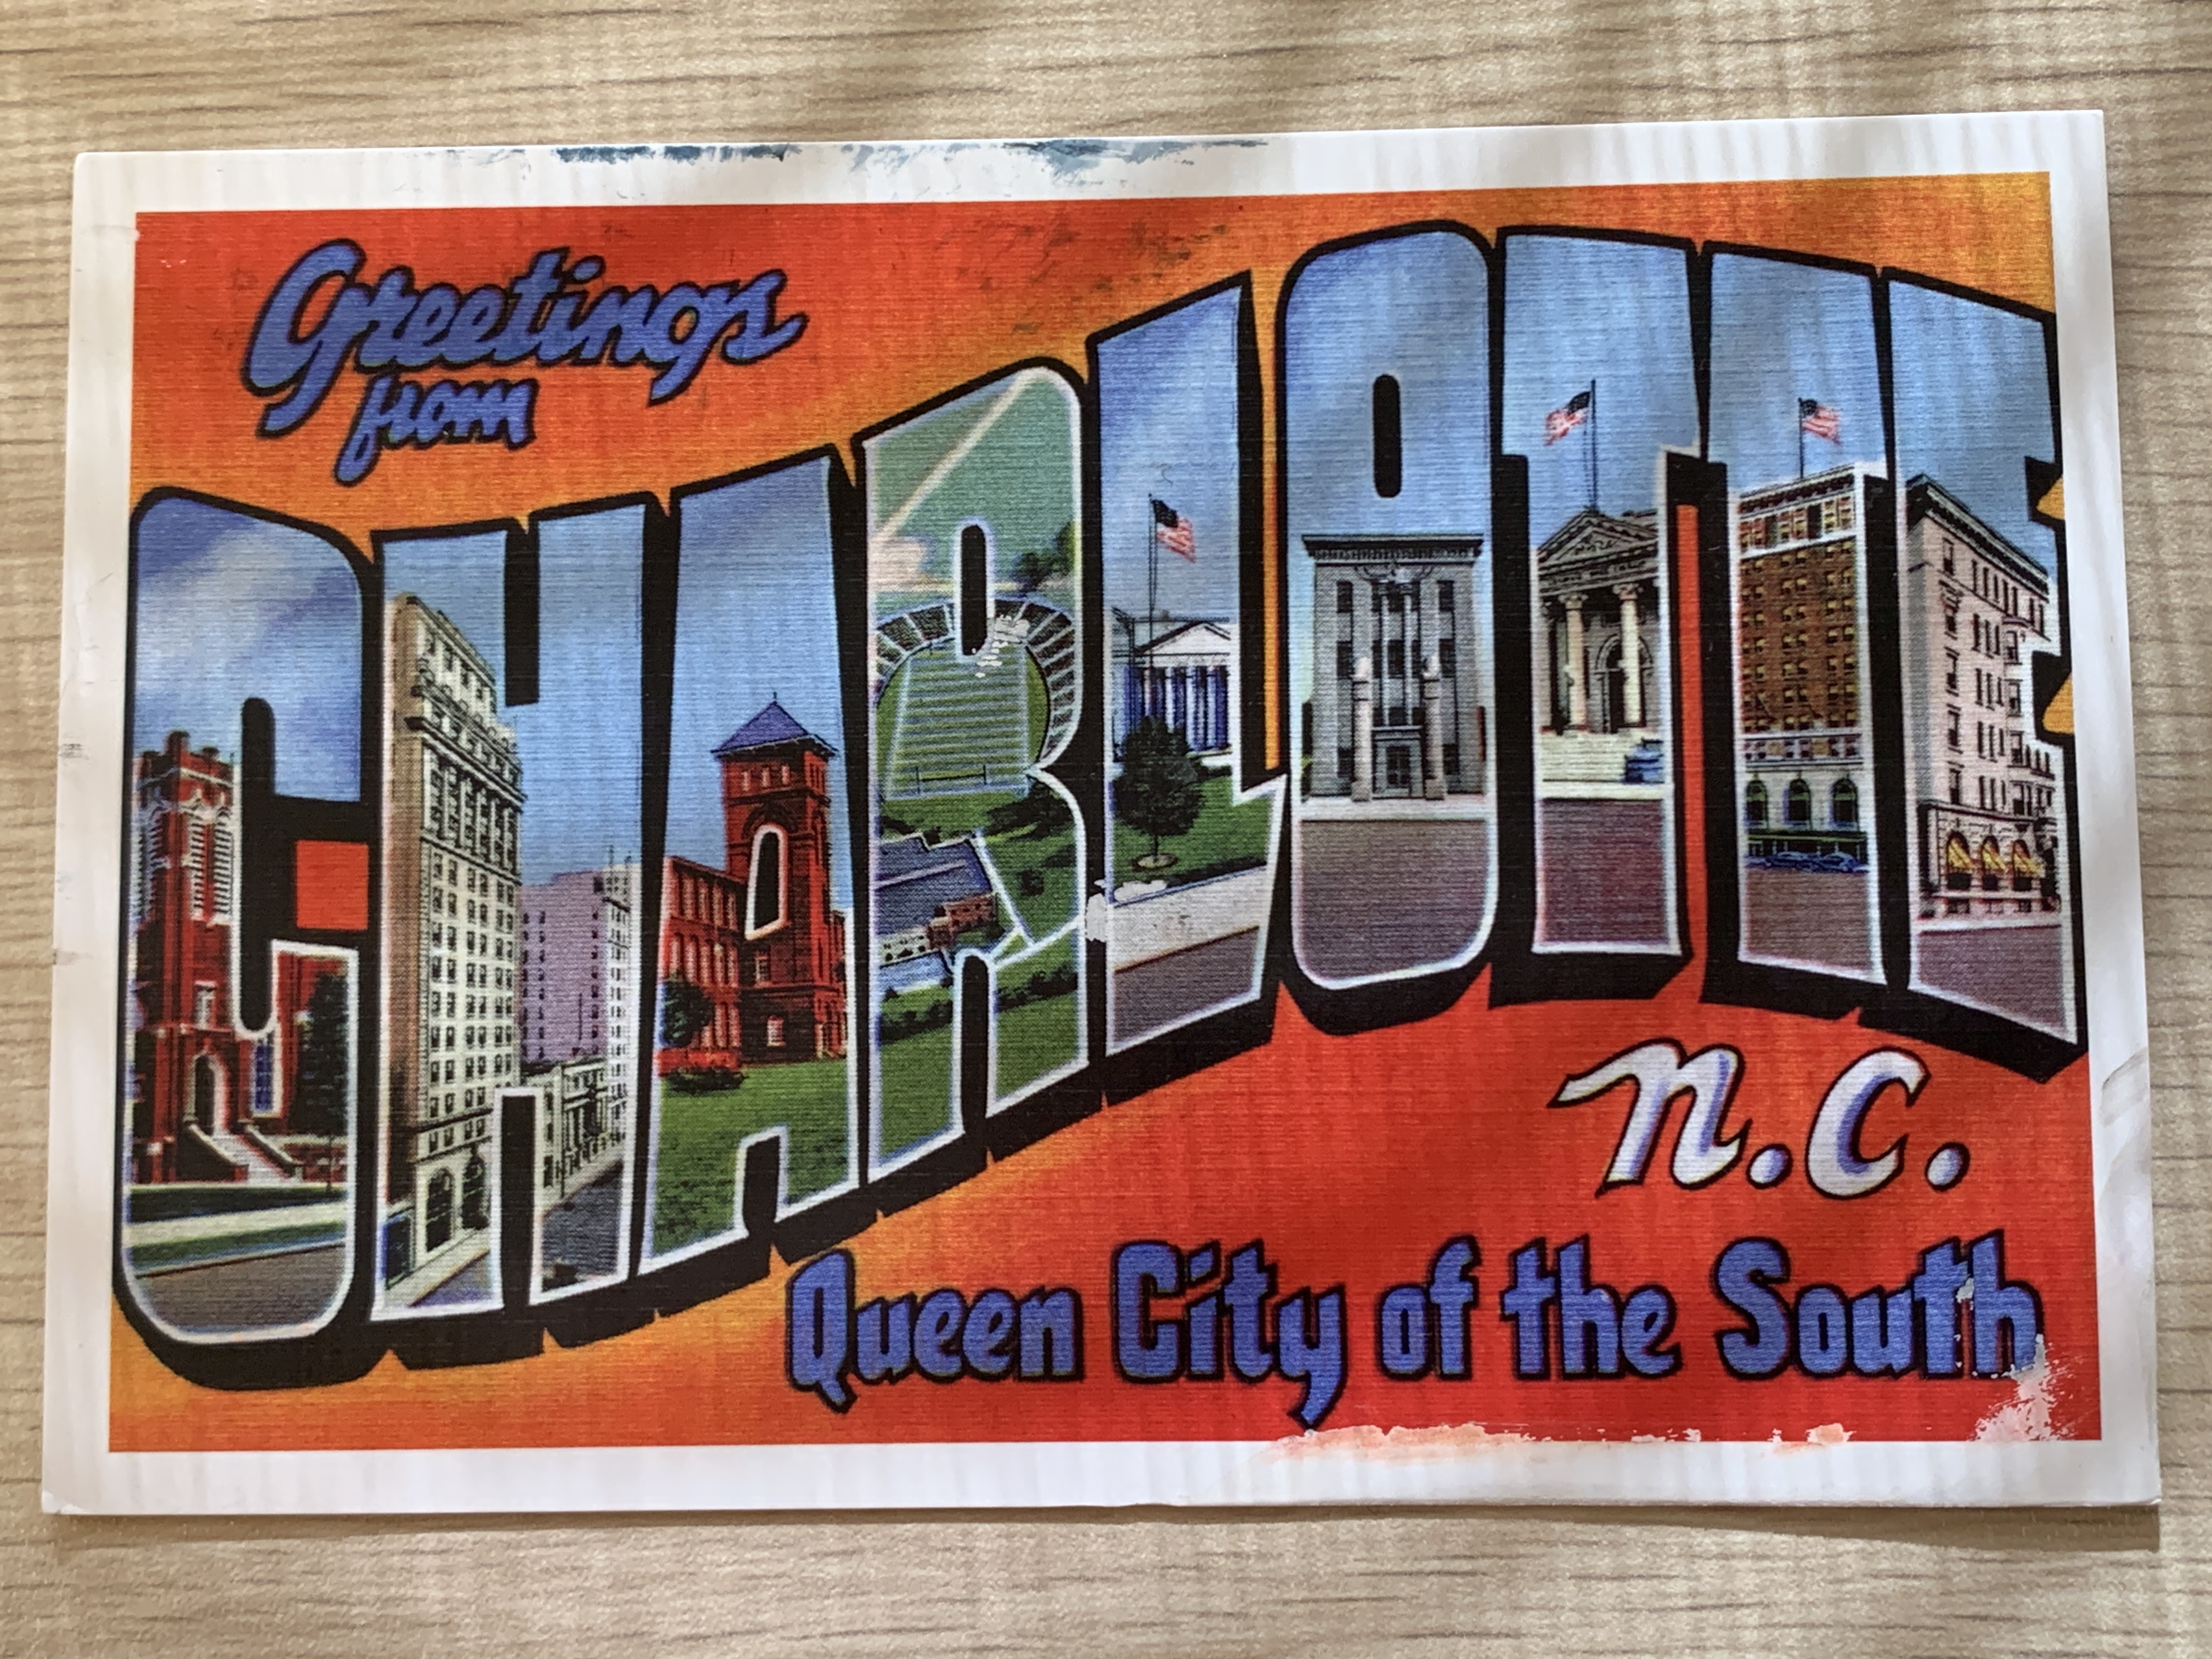 Greetings
from
CHARLOTTE
N.C.
Queen City of the South